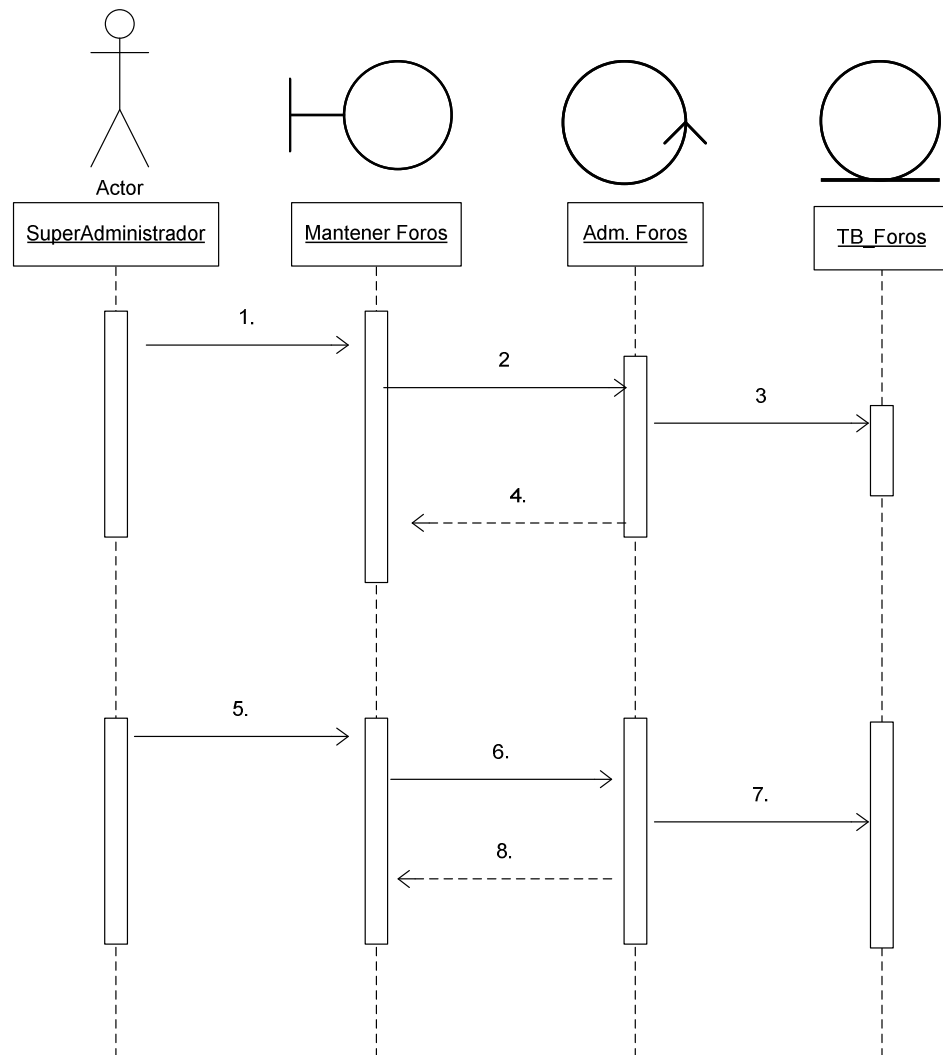 Actor
SuperAdministrador
Mantener Foros
Adm. Foros
TB_Foros
1.
2
3
4.
5.
6.
7.
8.